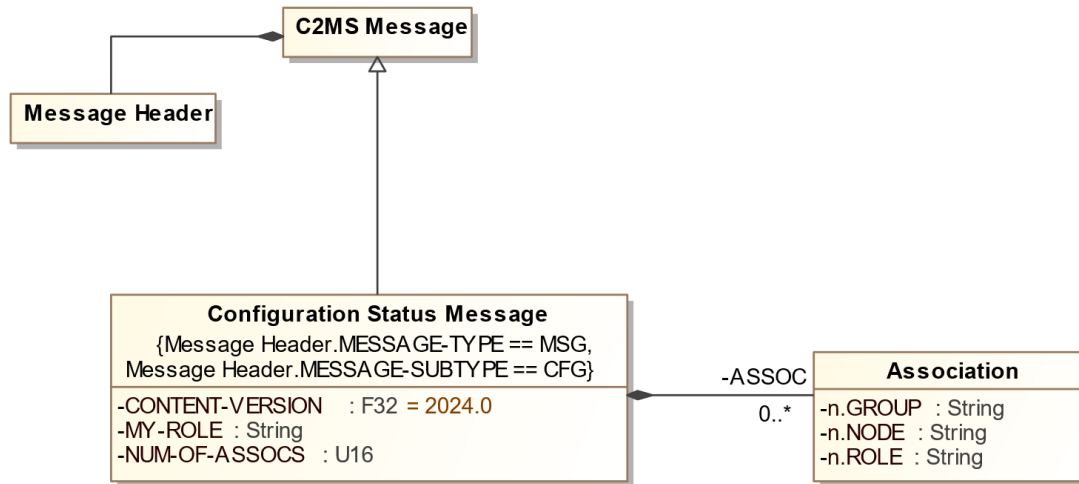 C2MS Message
Message Header
Configuration Status Message
{Message Header.MESSAGE-TYPE == MSG,
Message Header.MESSAGE-SUBTYPE == CFG}
-CONTENT-VERSION : F32 = 2024.0
-MY-ROLE : String
-NUM-OF-ASSOCS : U16
-ASSOC
0..*
Association
-n.GROUP : String
-n.NODE : String
-n.ROLE : String